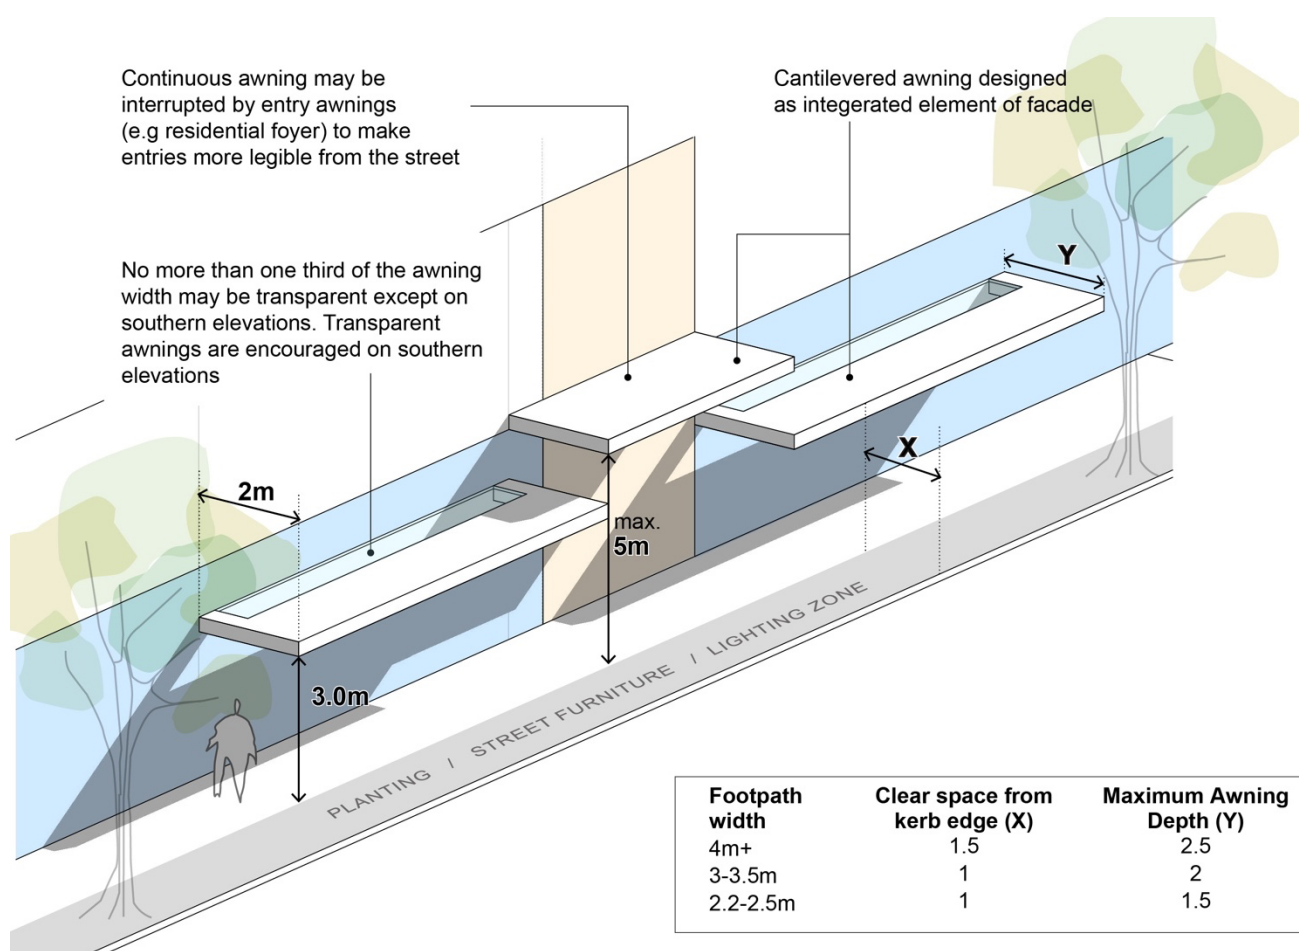 Continuous awning may be
interrupted by entry awnings
(e.g residential foyer) to make
entries more legible from the street
Cantilevered awning designed
as integerated element of facade
No more than one third of the awning
width may be transparent except on
southern elevations. Transparent
awnings are encouraged on southern
elevations
Y
X
2m
max.
5m
3.0m
PLANTING / STREET FURNITURE / LIGHTING ZONE
Footpath width Clear space from kerb edge (X) Maximum Awning Depth (Y)
4m+ 1.5 2.5
3-3.5m 1 2
2.2-2.5m 1 1.5